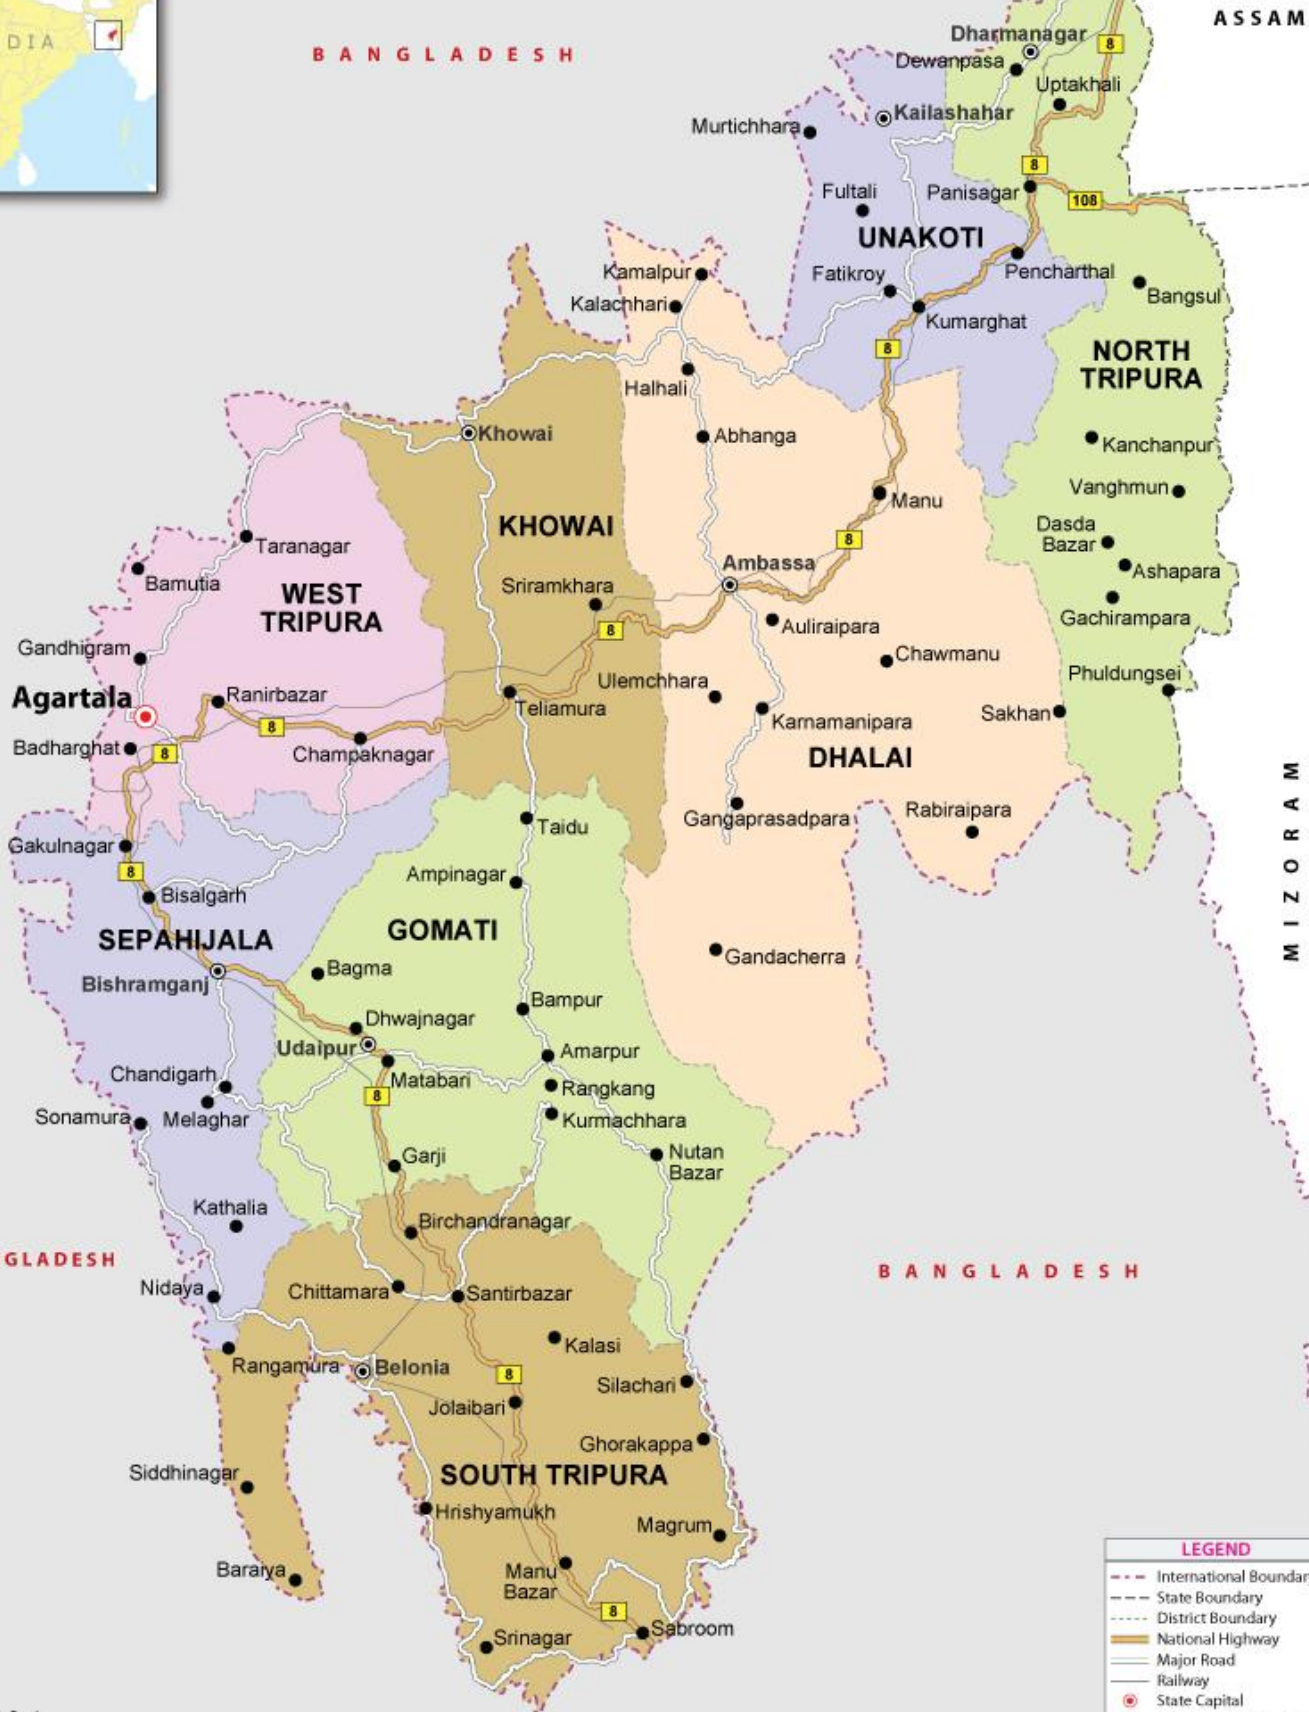 ASSAM
DIA
BANGLADESH
Dharmanagar
8
Dewanpasa
Uptakhali
Kailashahar
Murtichhara
8
Panisagar
108
Fultali
UNAKOTI
Pencharthal
Kamalpur
Fatikroy
Bangsul
Kalachhari
Kumarghat
8
NORTH
TRIPURA
Halhali
Khowai
Abhanga
Kanchanpur
Vanghmun
Manu
KHOWAI
Dasda
Bazar
8
Taranagar
Ambassa
Ashapara
Bamutia
Sriramkhara
WEST
TRIPURA
Gachirampara
8
Auliraipara
Gandhigram
Chawmanu
Phuldungsei
Agartala
Ranirbazar
Ulemchhara
Teliamura
Karnamanipara
Sakhan
8
Badharghat
8
Champaknagar
DHALAI
MIZORAM
Gangaprasadpara
Rabiraipara
Taidu
Gakulnagar
8
Ampinagar
Bisalgarh
GOMATI
SEPAHIJALA
Gandacherra
Bagma
Bishramganj
Bampur
Dhwajnagar
Udaipur
Amarpur
Chandigarh
Matabari
Rangkang
8
Sonamura
Melaghar
Kurmachhara
Garji
Nutan
Bazar
Kathalia
Birchandranagar
GLADESH
BANGLADESH
Nidaya
Chittamara
Santirbazar
Kalasi
Rangamura
Belonia
8
Silachari
Jolaibari
Ghorakappa
Siddhinagar
SOUTH TRIPURA
Hrishyamukh
Magrum
Baraiya
Manu
Bazar
8
Sabroom
Srinagar
LEGEND
International Boundar
State Boundary
District Boundary
National Highway
Major Road
Railway
State Capital